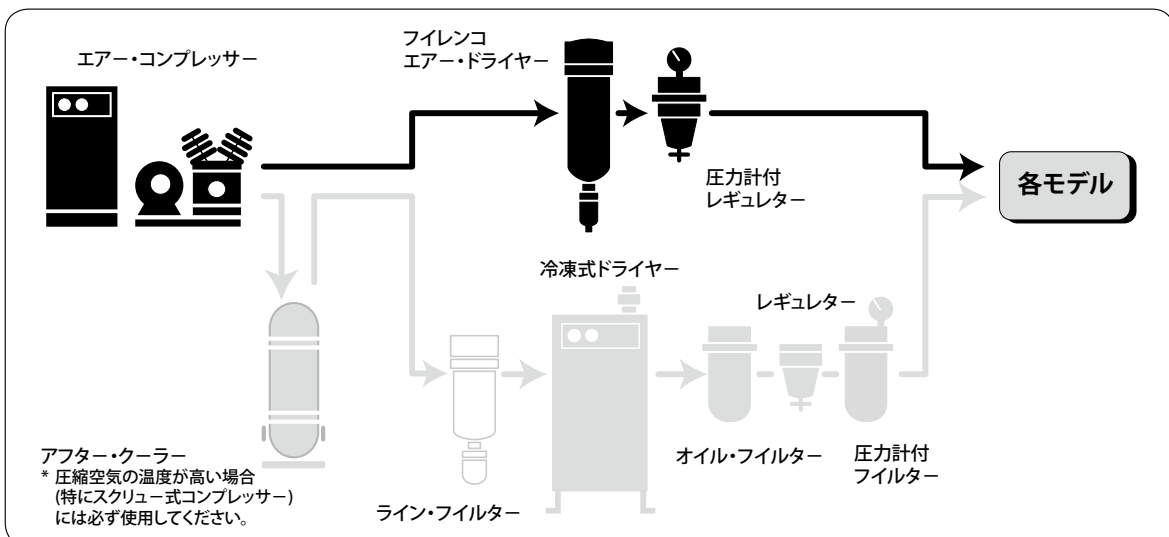 エアー・コンプレッサー
フイレンコ
エアー・ドライヤー
圧力計付
レギュレター
各モデル
冷凍式ドライヤー
レギュレター
アフター・クーラー
* 圧縮空気の温度が高い場合
(特にスクリュー式コンプレッサー)
には必ず使用してください。
ライン・フイルター
オイル・フイルター
圧力計付
フイルター